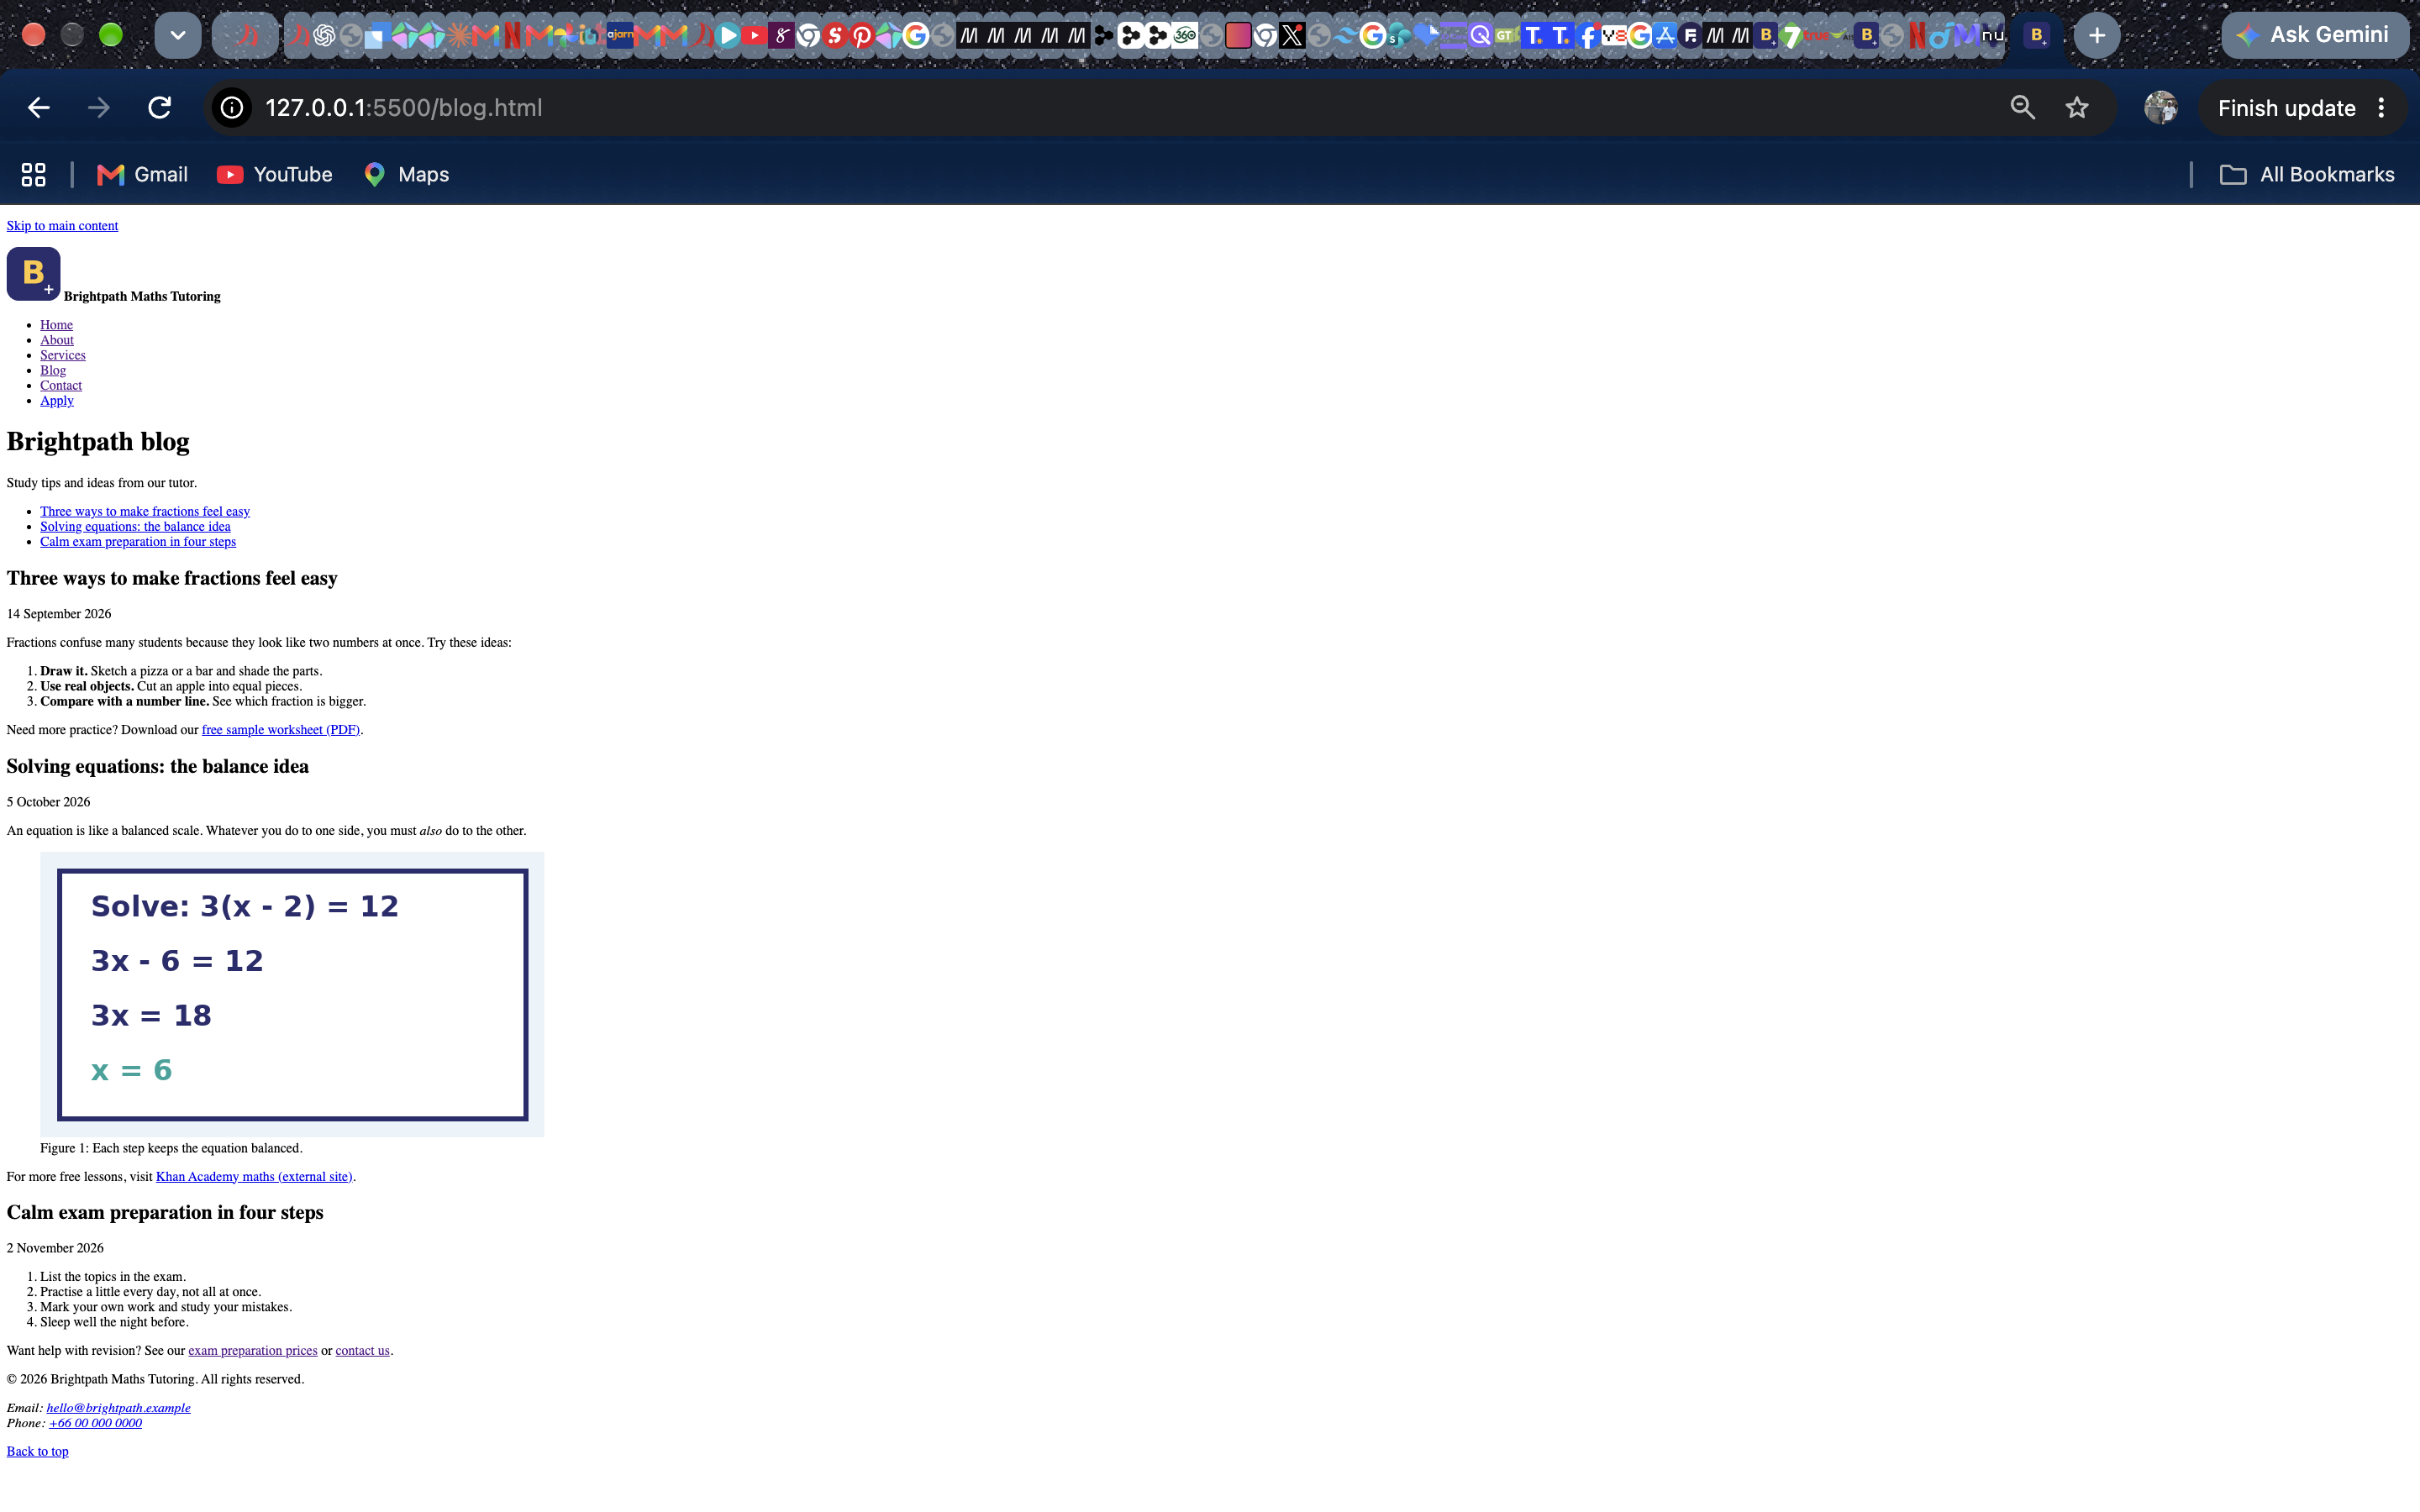 ajarn
360
GT
T.
T.
Y8
B+
7
true
B+
nu
B+
Ask Gemini
127.0.0.1:5500/blog.html
Finish update
Gmail
YouTube
Maps
All Bookmarks
Skip to main content
B+
Brightpath Maths Tutoring
Home
About
Services
Blog
Contact
Apply
Brightpath blog
Study tips and ideas from our tutor.
Three ways to make fractions feel easy
Solving equations: the balance idea
Calm exam preparation in four steps
Three ways to make fractions feel easy
14 September 2026
Fractions confuse many students because they look like two numbers at once. Try these ideas:
1. Draw it. Sketch a pizza or a bar and shade the parts.
2. Use real objects. Cut an apple into equal pieces.
3. Compare with a number line. See which fraction is bigger.
Need more practice? Download our free sample worksheet (PDF).
Solving equations: the balance idea
5 October 2026
An equation is like a balanced scale. Whatever you do to one side, you must also do to the other.
Solve: 3(x - 2) = 12
3x - 6 = 12
3x = 18
x = 6
Figure 1: Each step keeps the equation balanced.
For more free lessons, visit Khan Academy maths (external site).
Calm exam preparation in four steps
2 November 2026
1. List the topics in the exam.
2. Practise a little every day, not all at once.
3. Mark your own work and study your mistakes.
4. Sleep well the night before.
Want help with revision? See our exam preparation prices or contact us.
© 2026 Brightpath Maths Tutoring. All rights reserved.
Email: hello@brightpath.example
Phone: +66 00 000 0000
Back to top